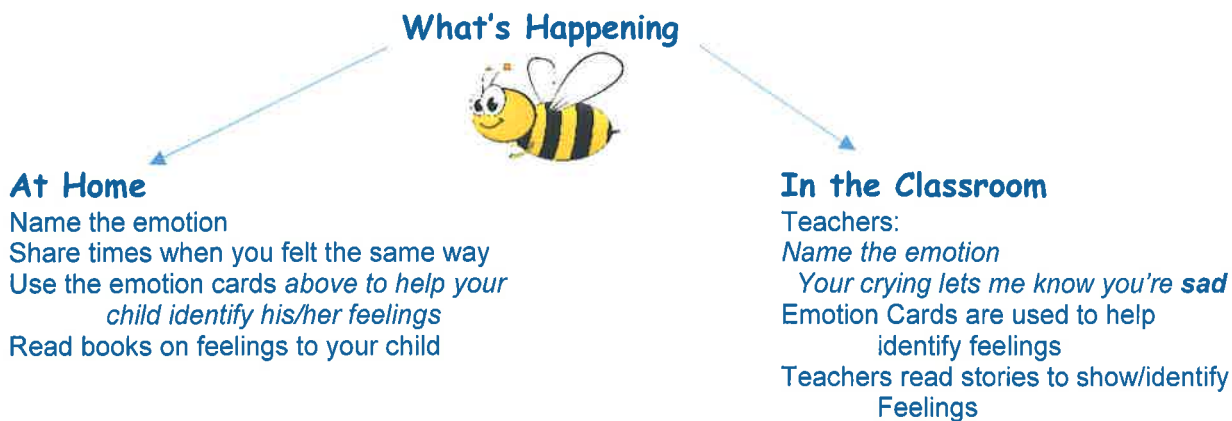 What's Happening
At Home
Name the emotion
Share times when you felt the same way
Use the emotion cards above to help your
child identify his/her feelings
Read books on feelings to your child
In the Classroom
Teachers:
Name the emotion
Your crying lets me know you're sad
Emotion Cards are used to help
identify feelings
Teachers read stories to show/identify
Feelings